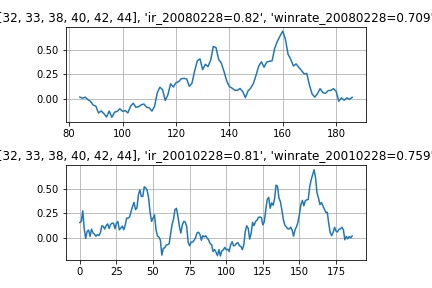 [32, 33, 38, 40, 42, 44], 'ir_20080228=0.82', 'winrate_20080228=0.709'
0.50
0.25
0.00
80 100 120 140 160 180
[32, 33, 38, 40, 42, 44], 'ir_20010228=0.81', 'winrate_20010228=0.759'
0.50
0.25
0.00
0 25 50 75 100 125 150 175